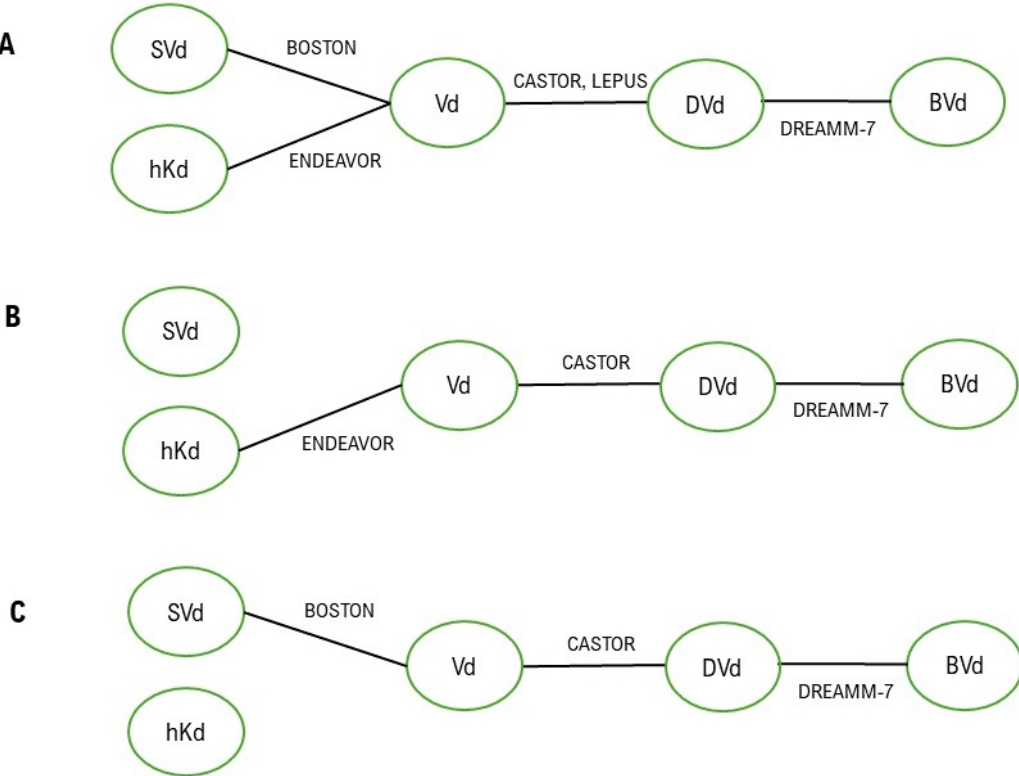 A
SVd
BOSTON
hKd
ENDEAVOR
Vd
CASTOR, LEPUS
DVd
DREAMM-7
BVd
B
SVd
hKd
ENDEAVOR
Vd
CASTOR
DVd
DREAMM-7
BVd
C
SVd
BOSTON
hKd
Vd
CASTOR
DVd
DREAMM-7
BVd